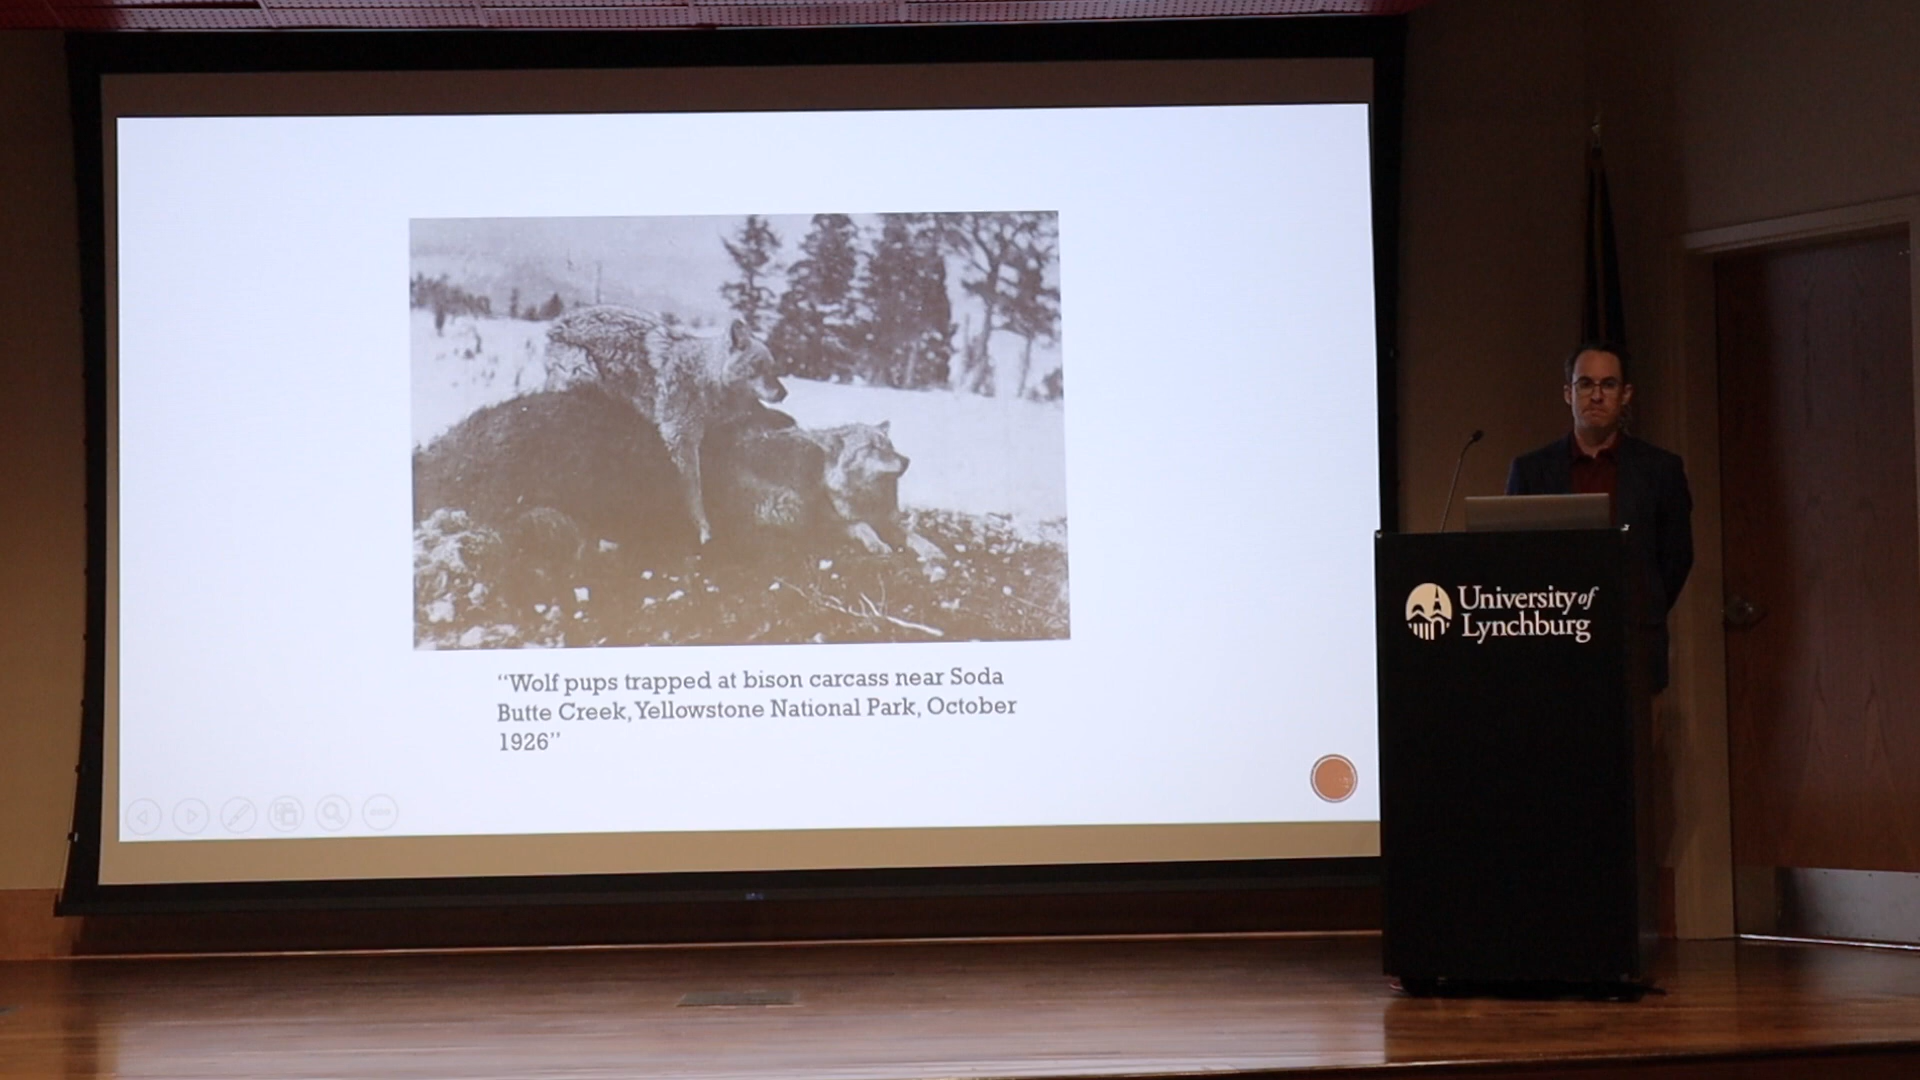 “Wolf pups trapped at bison carcass near Soda
Butte Creek, Yellowstone National Park, October
1926”
University of
Lynchburg